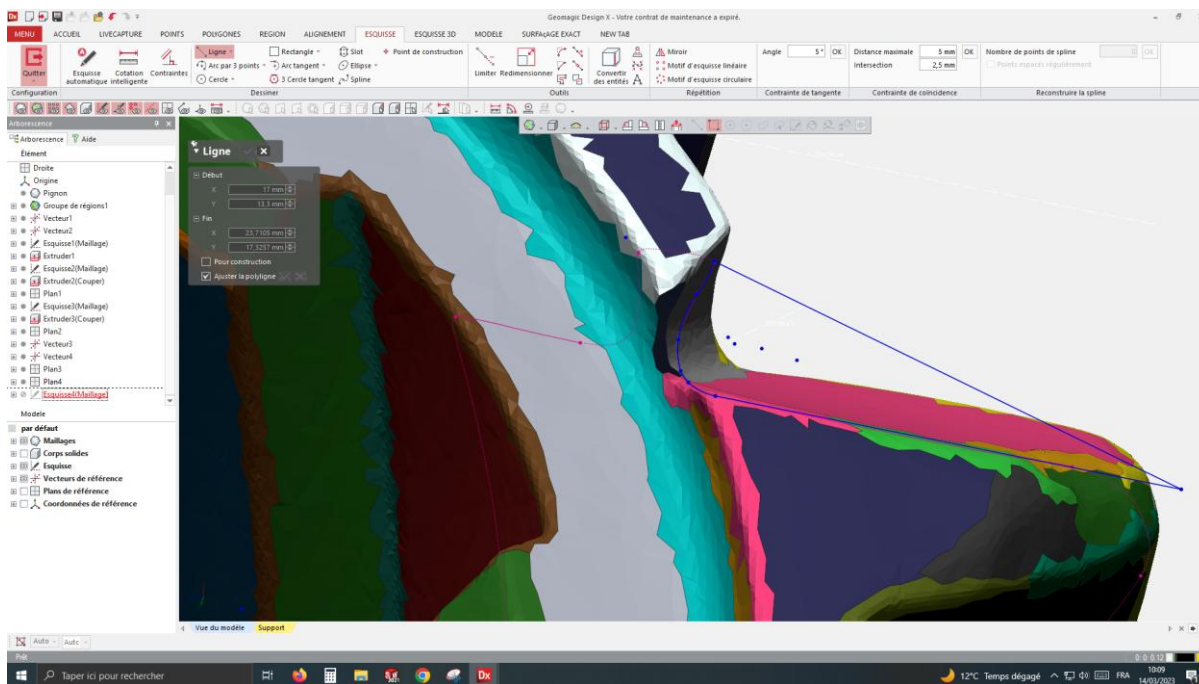 Geomagic Design X - Votre contrat de maintenance a expiré.
MENU ACCUEIL LIVECAPTURE POINTS POLYGONES REGION ALIGNEMENT ESQUISSE ESQUISSE 3D MODELE SURFAçAGE EXACT NEW TAB
Quitter
Esquisse automatique
Cotation intelligente
Contraintes
Ligne
Rectangle
Slot
Point de construction
Arc par 3 points
Arc tangent
Ellipse
Cercle
3 Cercle tangent
Spline
Limiter
Redimensionner
Convertir des entités
Miroir
Motif d'esquisse linéaire
Motif d'esquisse circulaire
Angle 5° OK
Distance maximale 5 mm OK
Intersection 2,5 mm
Nombre de points de spline 0 OK
Points espacés régulièrement
Configuration
Dessiner
Outils
Répétition
Contrainte de tangente
Contrainte de coïncidence
Reconstruire la spline
Arborescence
Arborescence Aide
Élément
Droite
Origine
Pignon
Groupe de régions1
Vecteur1
Vecteur2
Esquisse1(Maillage)
Extruder1
Esquisse2(Maillage)
Extruder2(Couper)
Plan1
Esquisse3(Maillage)
Extruder3(Couper)
Plan2
Vecteur3
Vecteur4
Plan3
Plan4
Esquisse4(Maillage)
Modele
par défaut
Maillages
Corps solides
Esquisse
Vecteurs de référence
Plans de référence
Coordonnées de référence
Ligne
Début
X 17 mm
Y 13,3 mm
Fin
X 23,7105 mm
Y 17,3257 mm
Pour construction
Ajuster la polyligne
Vue du modèle Support
Auto Auto
Prêt
0: 0: 0.12
Taper ici pour rechercher
12°C Temps dégagé
FRA
10:09
14/03/2023